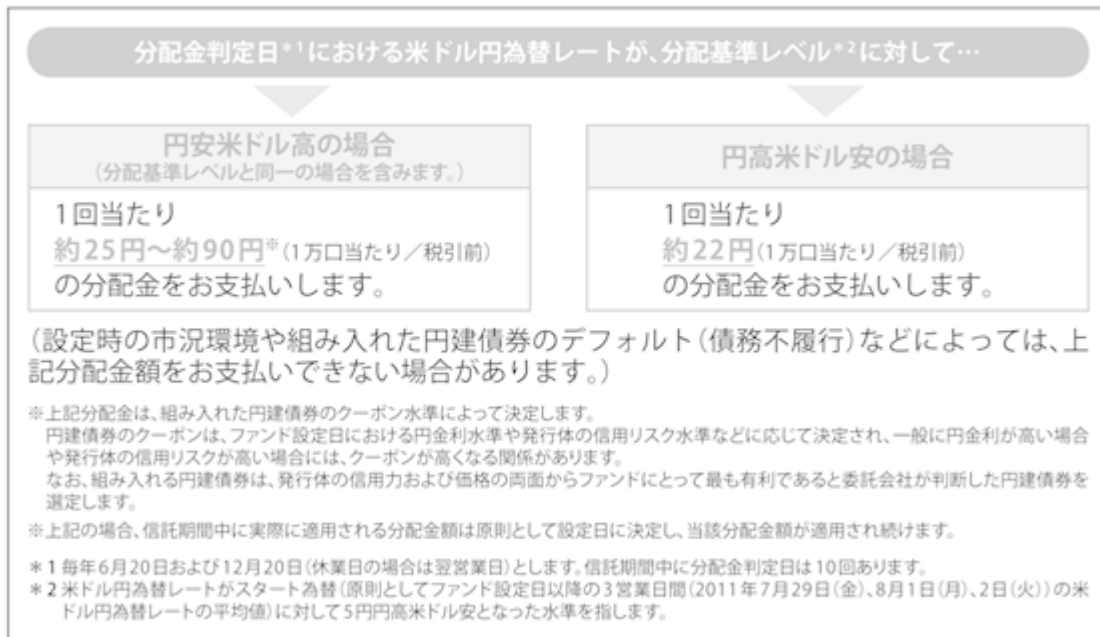 分配金判定日*1における米ドル円為替レートが、分配基準レベル*2に対して…
円安米ドル高の場合
(分配基準レベルと同一の場合を含みます。)
1回当たり
約25円～約90円※(1万口当たり／税引前)
の分配金をお支払いします。
円高米ドル安の場合
1回当たり
約22円(1万口当たり／税引前)
の分配金をお支払いします。
(設定時の市況環境や組み入れた円建債券のデフォルト(債務不履行)などによっては、上
記分配金額をお支払いできない場合があります。)
※上記分配金は、組み入れた円建債券のクーポン水準によって決定します。
円建債券のクーポンは、ファンド設定日における円金利水準や発行体の信用リスク水準などに応じて決定され、一般に円金利が高い場合
や発行体の信用リスクが高い場合には、クーポンが高くなる関係があります。
なお、組み入れる円建債券は、発行体の信用力および価格の両面からファンドにとって最も有利であると委託会社が判断した円建債券を
選定します。
※上記の場合、信託期間中に実際に適用される分配金額は原則として設定日に決定し、当該分配金額が適用され続けます。
＊1 毎年6月20日および12月20日(休業日の場合は翌営業日)とします。信託期間中に分配金判定日は10回あります。
＊2 米ドル円為替レートがスタート為替(原則としてファンド設定日以降の3営業日間(2011年7月29日(金)、8月1日(月)、2日(火))の米
ドル円為替レートの平均値)に対して5円円高米ドル安となった水準を指します。